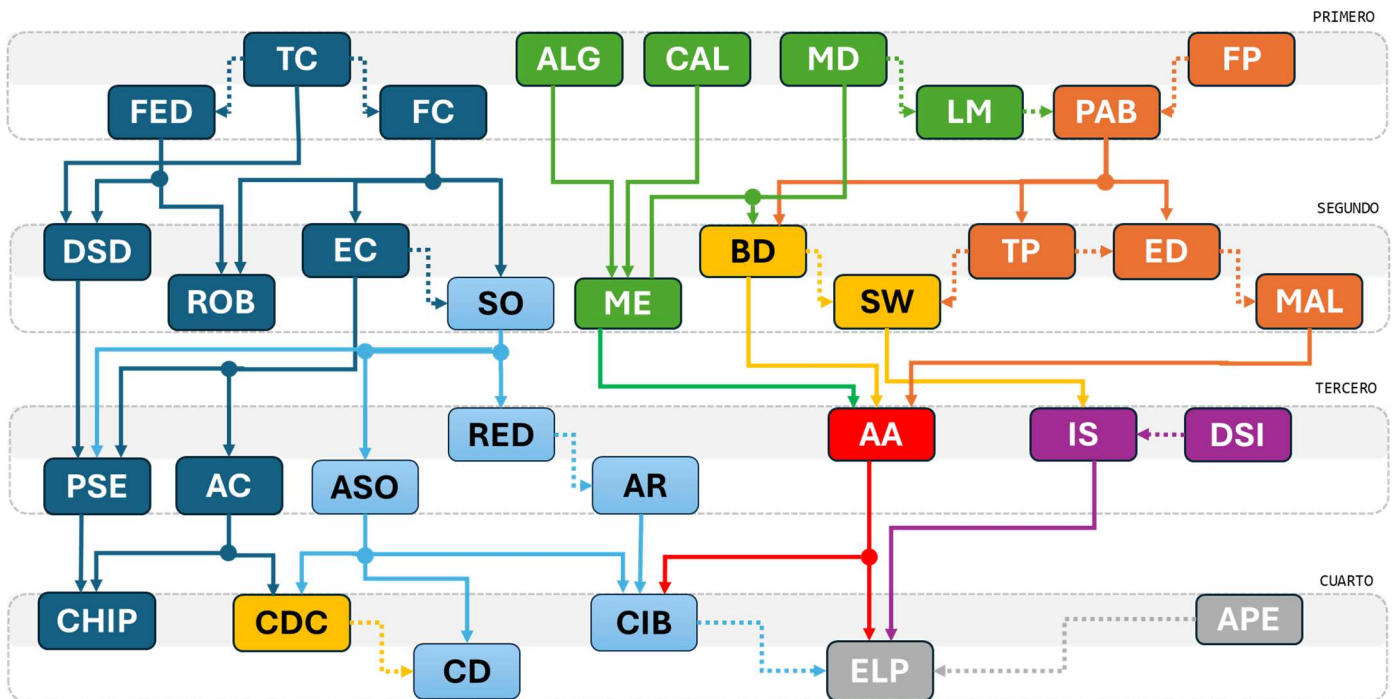 PRIMERO
TC
ALG
CAL
MD
FP
FED
FC
LM
PAB
SEGUNDO
DSD
EC
BD
TP
ED
ROB
SO
ME
SW
MAL
TERCERO
RED
AA
IS
DSI
PSE
AC
ASO
AR
CUARTO
CHIP
CDC
CIB
APE
CD
ELP